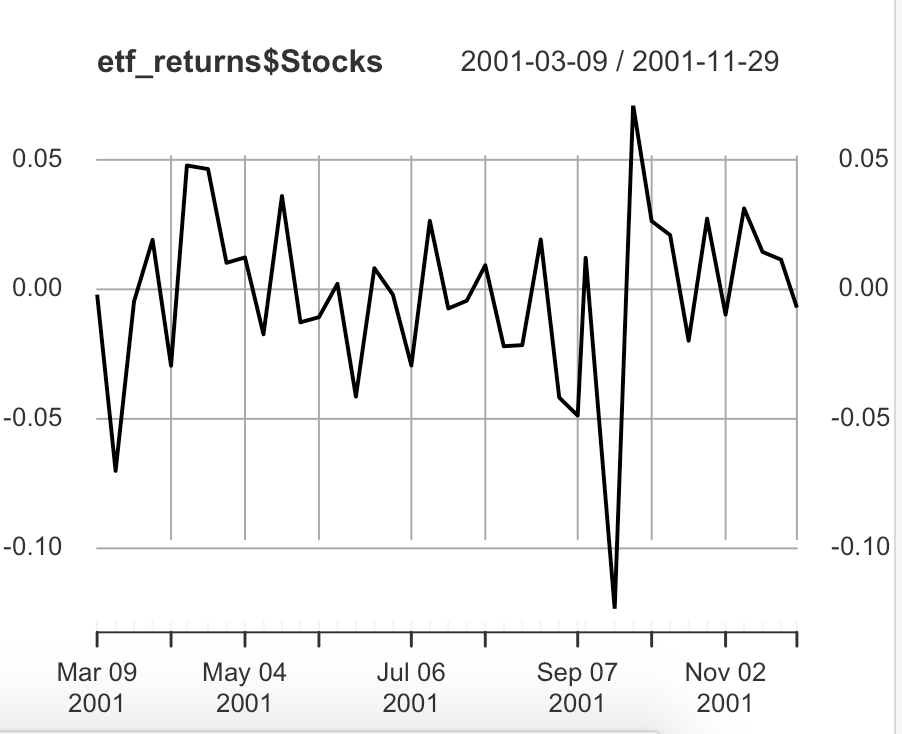 etf_returns$Stocks 2001-03-09 / 2001-11-29
0.05 0.05
0.00 0.00
-0.05 -0.05
-0.10 -0.10
Mar 09 May 04 Jul 06 Sep 07 Nov 02
2001 2001 2001 2001 2001